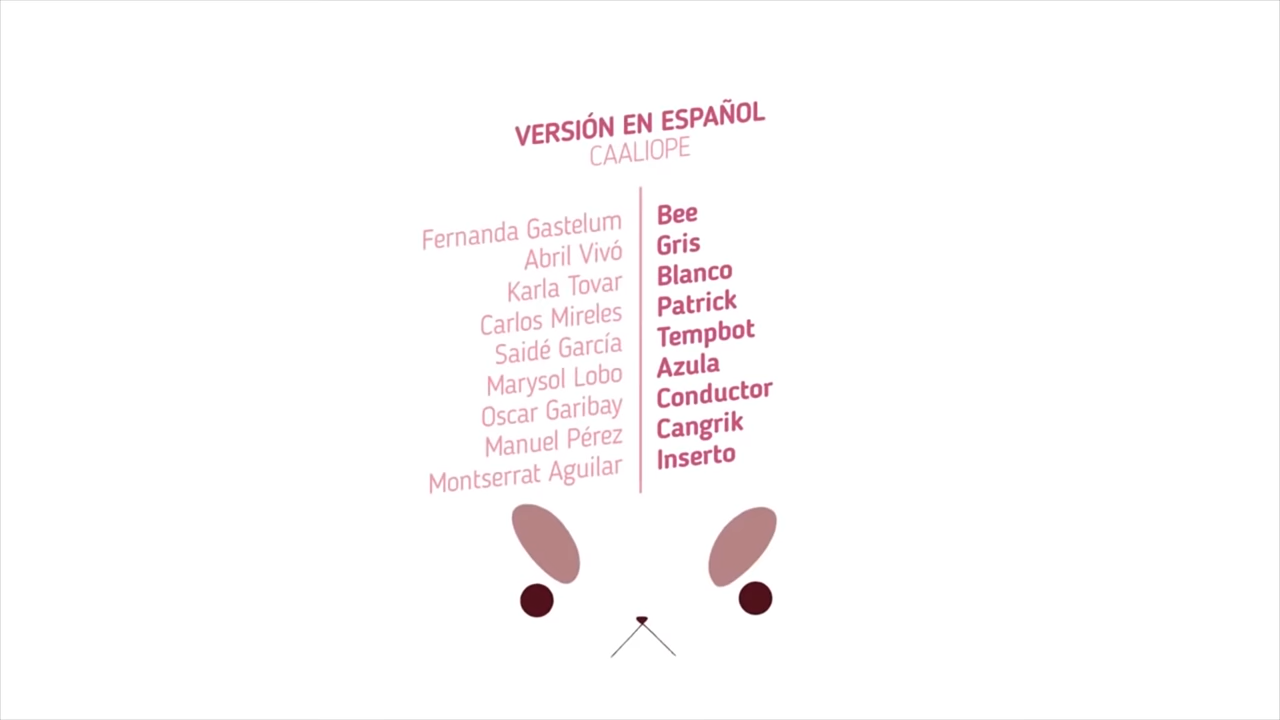 VERSIÓN EN ESPAÑOL
CAALIOPE
Fernanda Gastelum Bee
Abril Vivó Gris
Karla Tovar Blanco
Carlos Mireles Patrick
Saidé García Tempbot
Marysol Lobo Azula
Oscar Garibay Conductor
Manuel Pérez Cangrik
Montserrat Aguilar Inserto